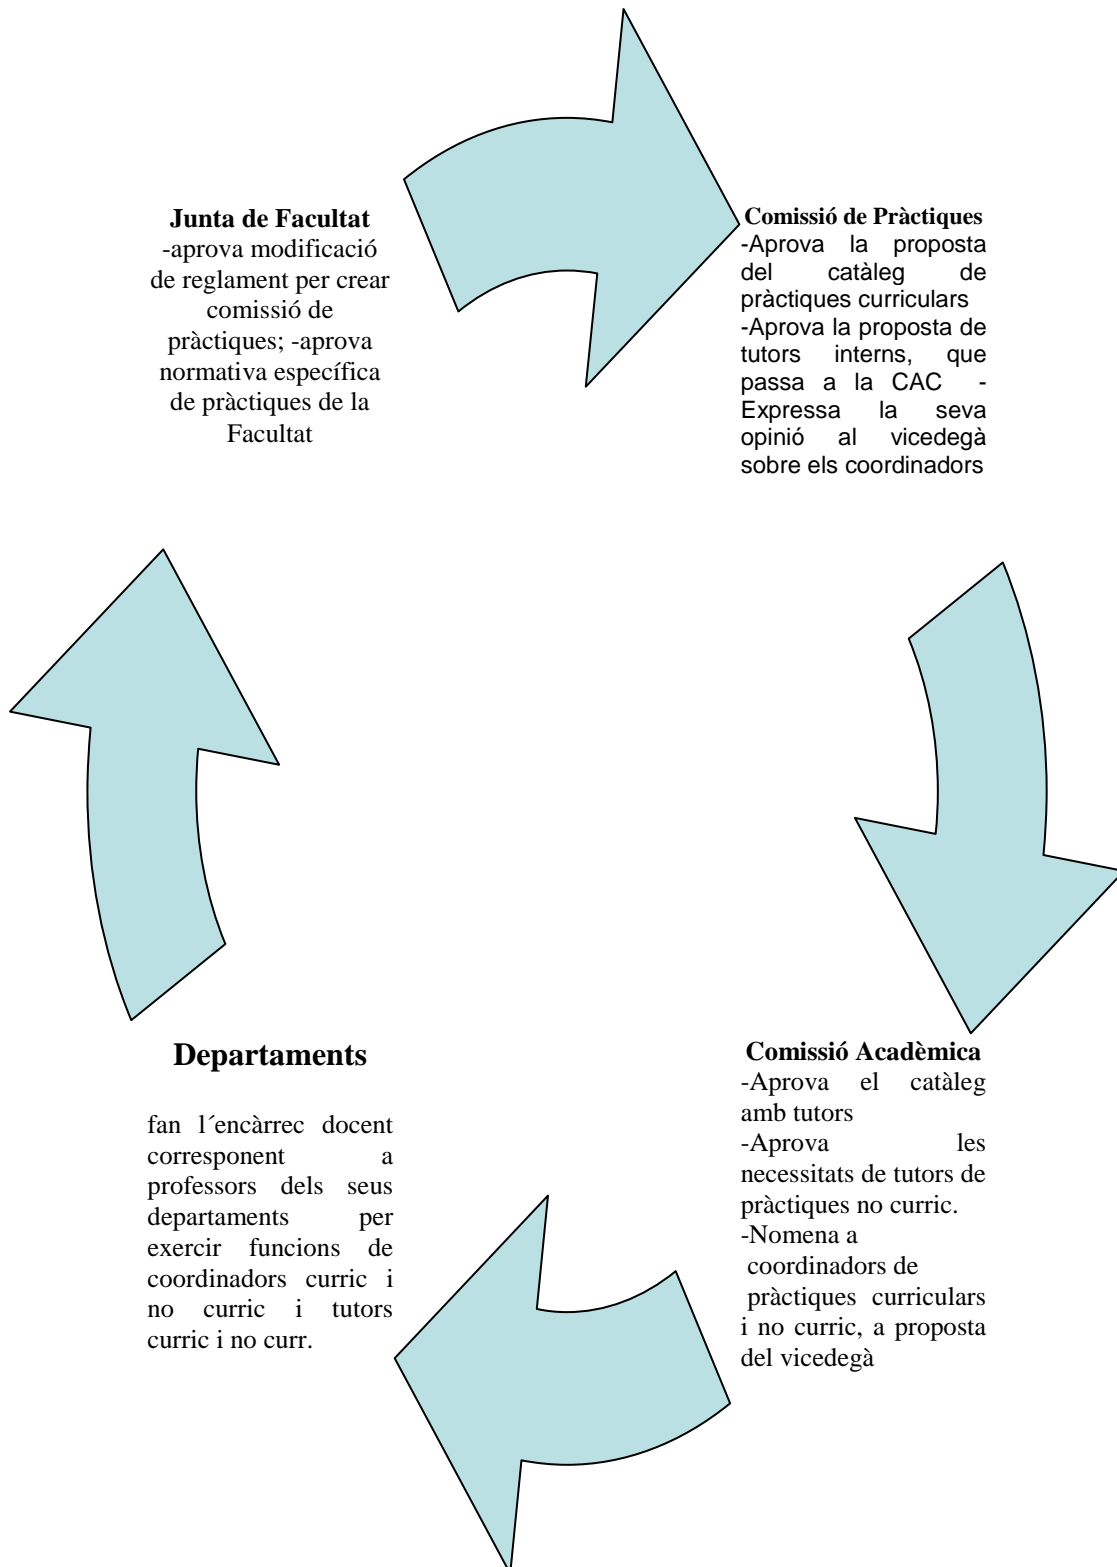 Junta de Facultat
-aprova modificació
de reglament per crear
comissió de
pràctiques; -aprova
normativa específica
de pràctiques de la
Facultat
Comissió de Pràctiques
-Aprova la proposta
del catàleg de
pràctiques curriculars
-Aprova la proposta de
tutors interns, que
passa a la CAC -
Expressa la seva
opinió al vicedegà
sobre els coordinadors
Comissió Acadèmica
-Aprova el catàleg
amb tutors
-Aprova les
necessitats de tutors de
pràctiques no curric.
-Nomena a
coordinadors de
pràctiques curriculars
i no curric, a proposta
del vicedegà
Departaments
fan l´encàrrec docent
corresponent a
professors dels seus
departaments per
exercir funcions de
coordinadors curric i
no curric i tutors
curric i no curr.